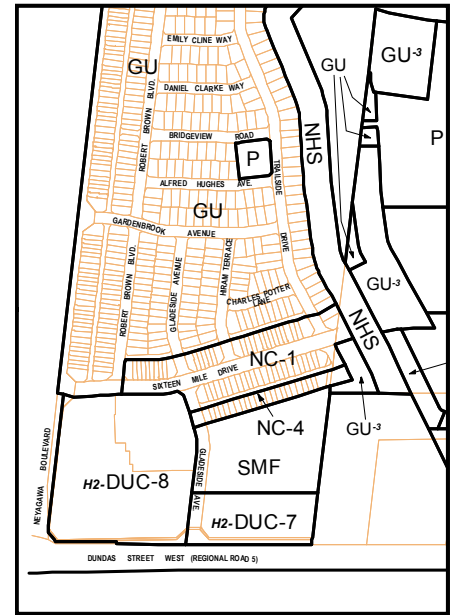 EMILY CLINE WAY
GU
GU
GU-3
DANIEL CLARKE WAY
ROBERT BROWN BLVD.
NHS
P
BRIDGEVIEW ROAD
P
ALFRED HUGHES AVE.
TRAILSIDE DRIVE
GU
GARDENBROOK AVENUE
ROBERT BROWN BLVD.
GLADESIDE AVENUE
HIRAM TERRACE
CHARLES POTTER
LANE
GU-3
NHS
NC-1
SIXTEEN MILE DRIVE
NC-4
GU-3
NEYAGAWA BOULEVARD
H2-DUC-8
GLADESIDE AVE.
SMF
H2-DUC-7
DUNDAS STREET WEST (REGIONAL ROAD 5)